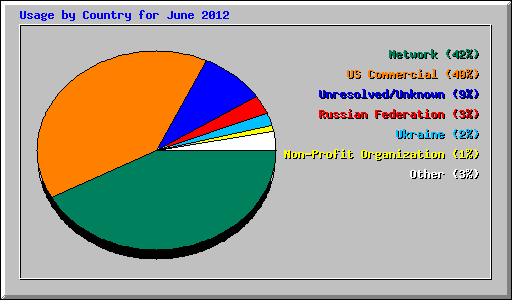 Usage by Country for June 2012
Network (42%)
US Commercial (40%)
Unresolved/Unknown (9%)
Russian Federation (3%)
Ukraine (2%)
Non-Profit Organization (1%)
Other (3%)